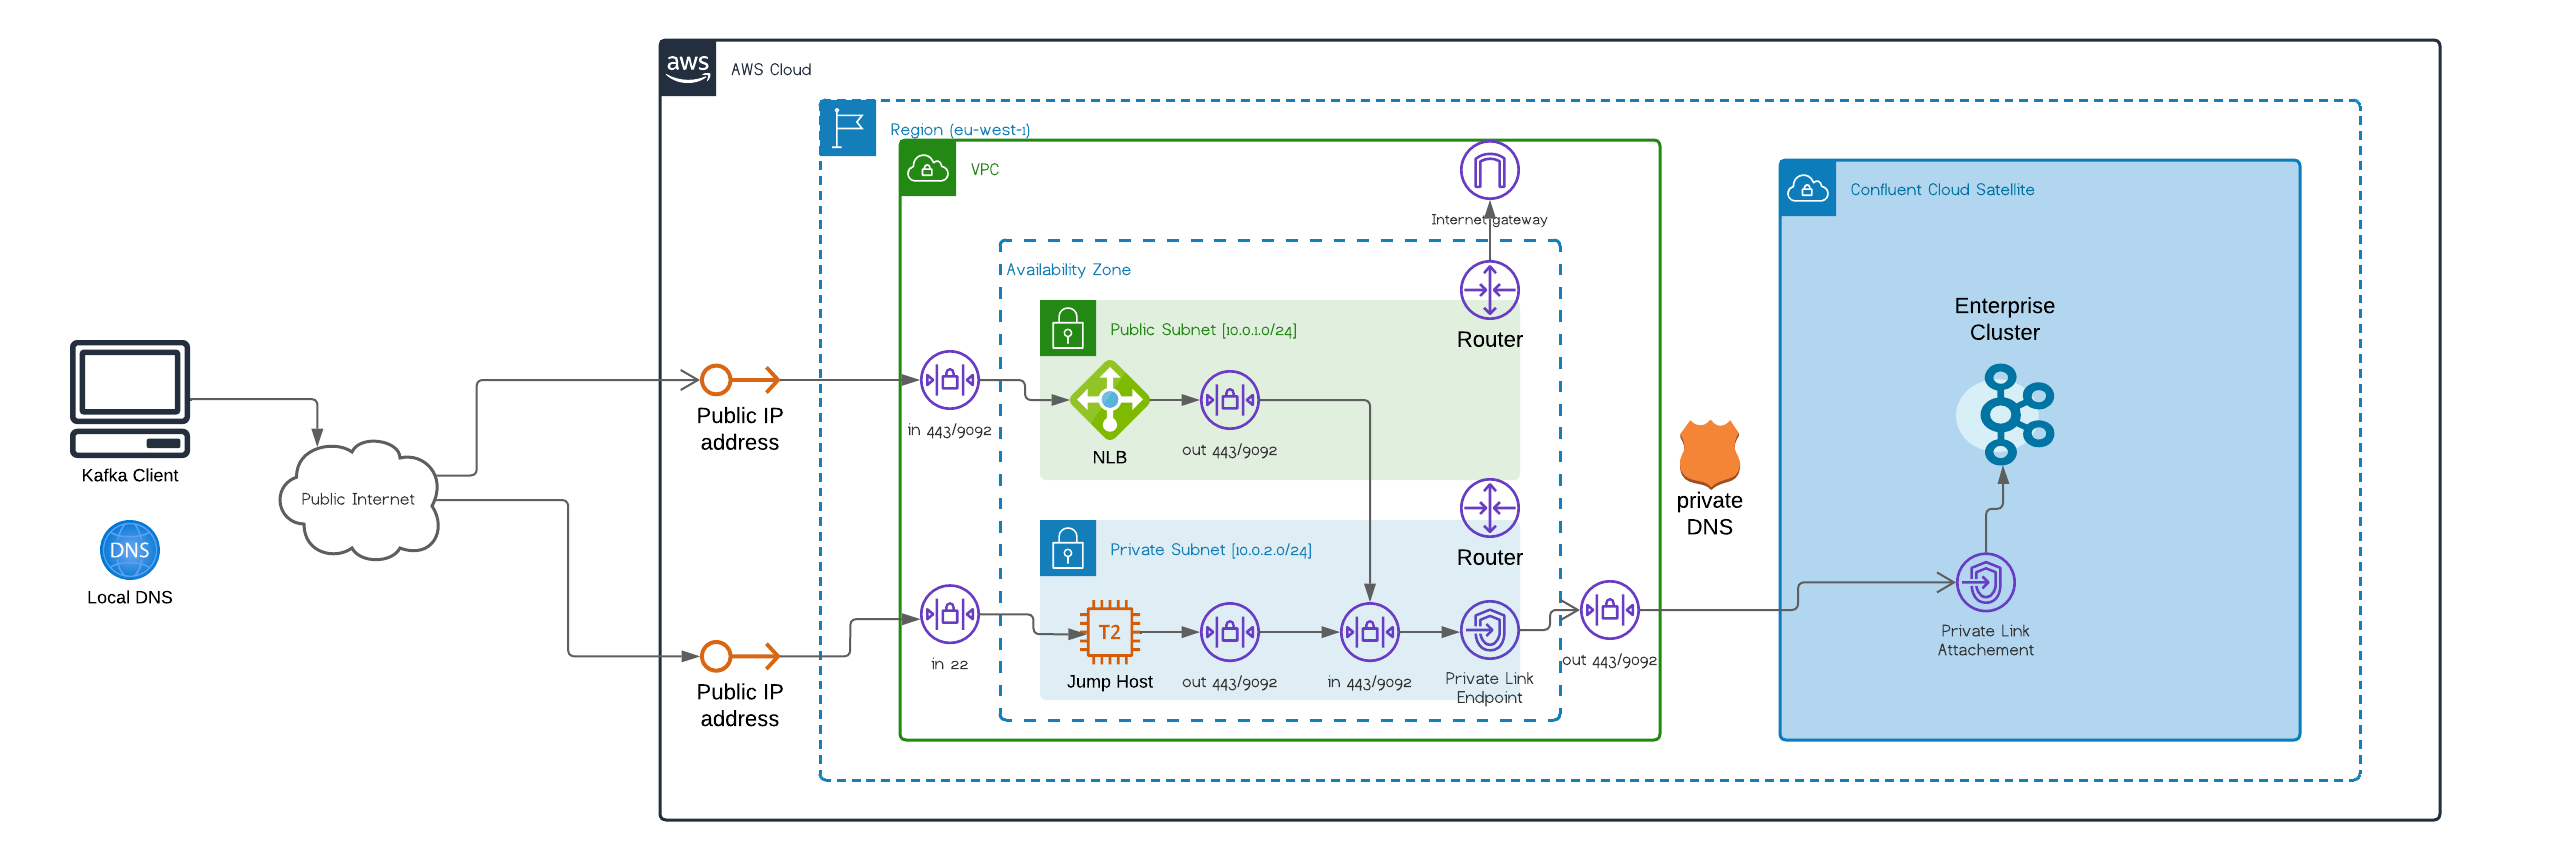 aws
AWS Cloud
Region (eu-west-1)
VPC
Internet gateway
Confluent Cloud Satellite
Availability Zone
Public Subnet [10.0.1.0/24]
Router
Enterprise
Cluster
Public IP
address
in 443/9092
NLB
out 443/9092
Kafka Client
Public Internet
private
DNS
DNS
Local DNS
Private Subnet [10.0.2.0/24]
Router
T2
in 22
Jump Host
out 443/9092
in 443/9092
Private Link
Endpoint
out 443/9092
Private Link
Attachement
Public IP
address